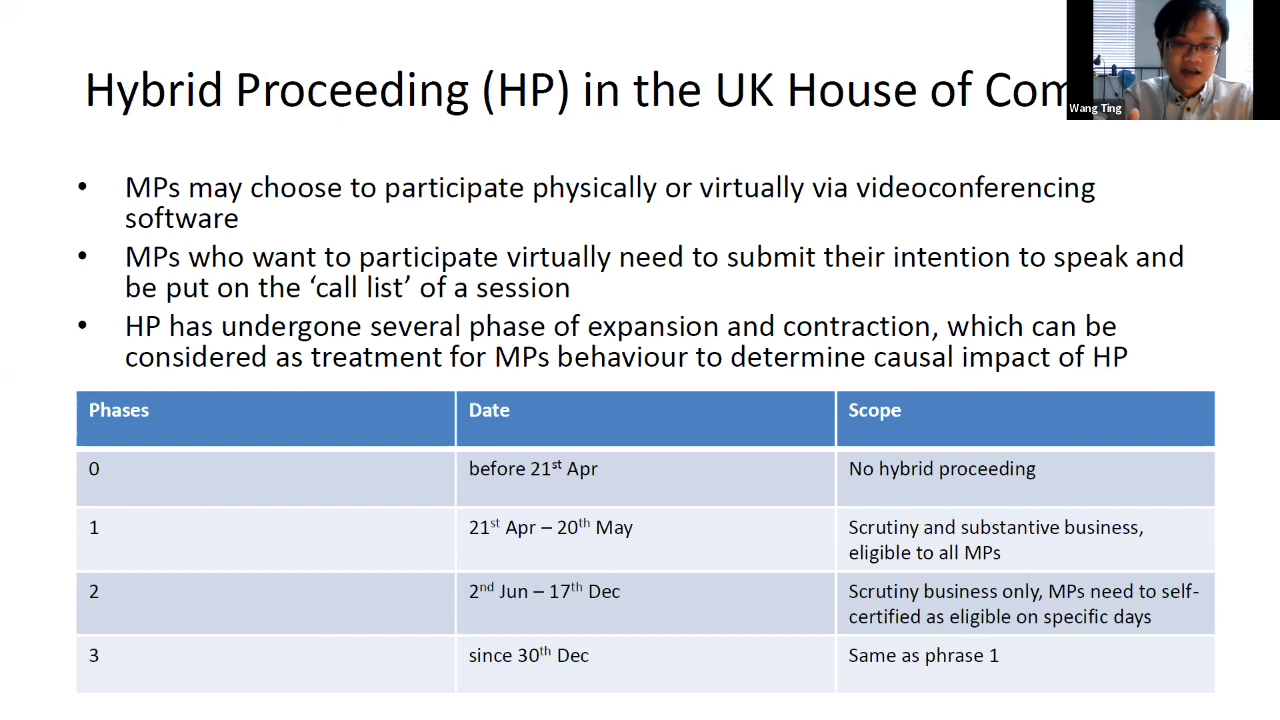 Hybrid Proceeding (HP) in the UK House of Com
Wang Ting
• MPs may choose to participate physically or virtually via videoconferencing
software
• MPs who want to participate virtually need to submit their intention to speak and
be put on the ‘call list’ of a session
• HP has undergone several phase of expansion and contraction, which can be
considered as treatment for MPs behaviour to determine causal impact of HP
Phases Date Scope
0 before 21st Apr No hybrid proceeding
1 21st Apr – 20th May Scrutiny and substantive business,
eligible to all MPs
2 2nd Jun – 17th Dec Scrutiny business only, MPs need to self-
certified as eligible on specific days
3 since 30th Dec Same as phrase 1